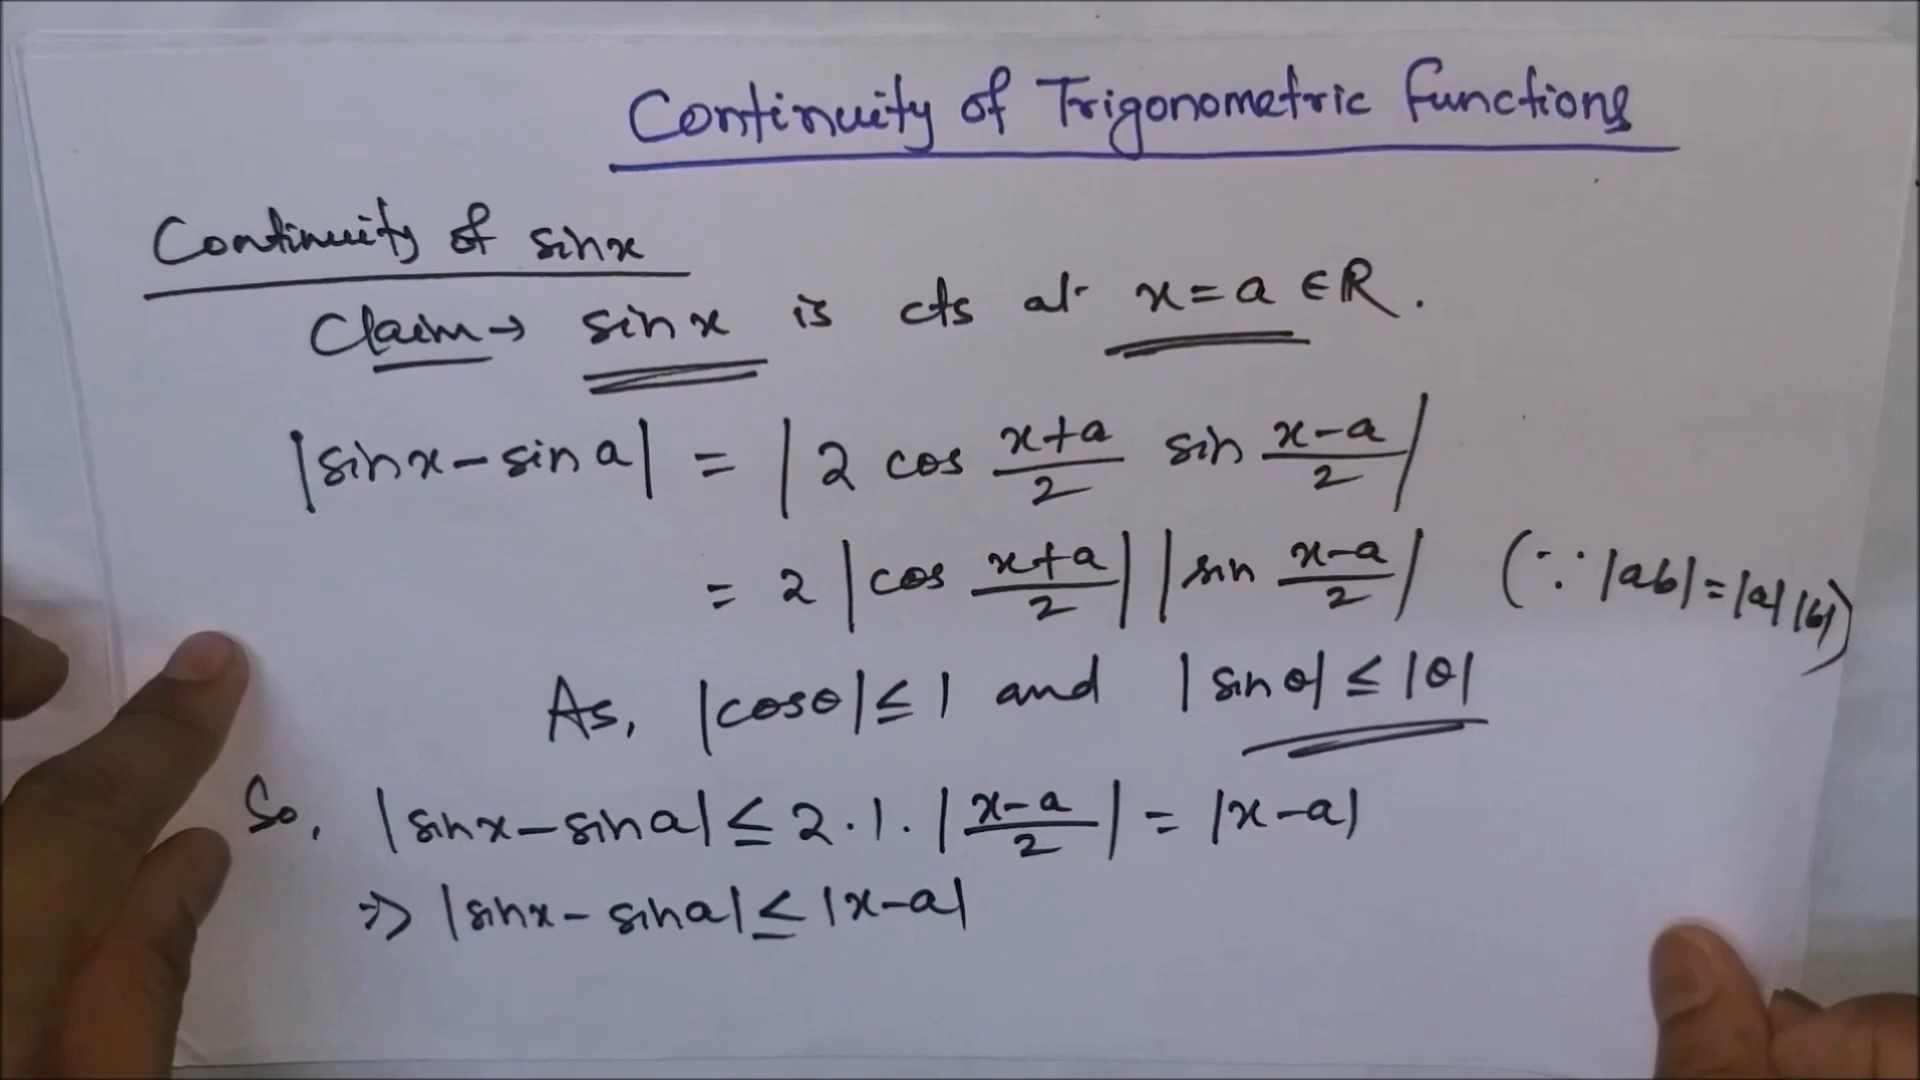 Continuity of Trigonometric functions
Continuity of sinx
Claim → sinx is cts at x=a ∈ℝ.
|sinx-sina| = |2 cos (x+a)/2 sin (x-a)/2|
= 2 |cos (x+a)/2| |sin (x-a)/2| (∵ |ab|=|a||b|)
As, |cosθ|≤1 and |sinθ|≤|θ|
So, |sinx-sina|≤2·1·|(x-a)/2| = |x-a|
⇒ |sinx-sina|≤|x-a|